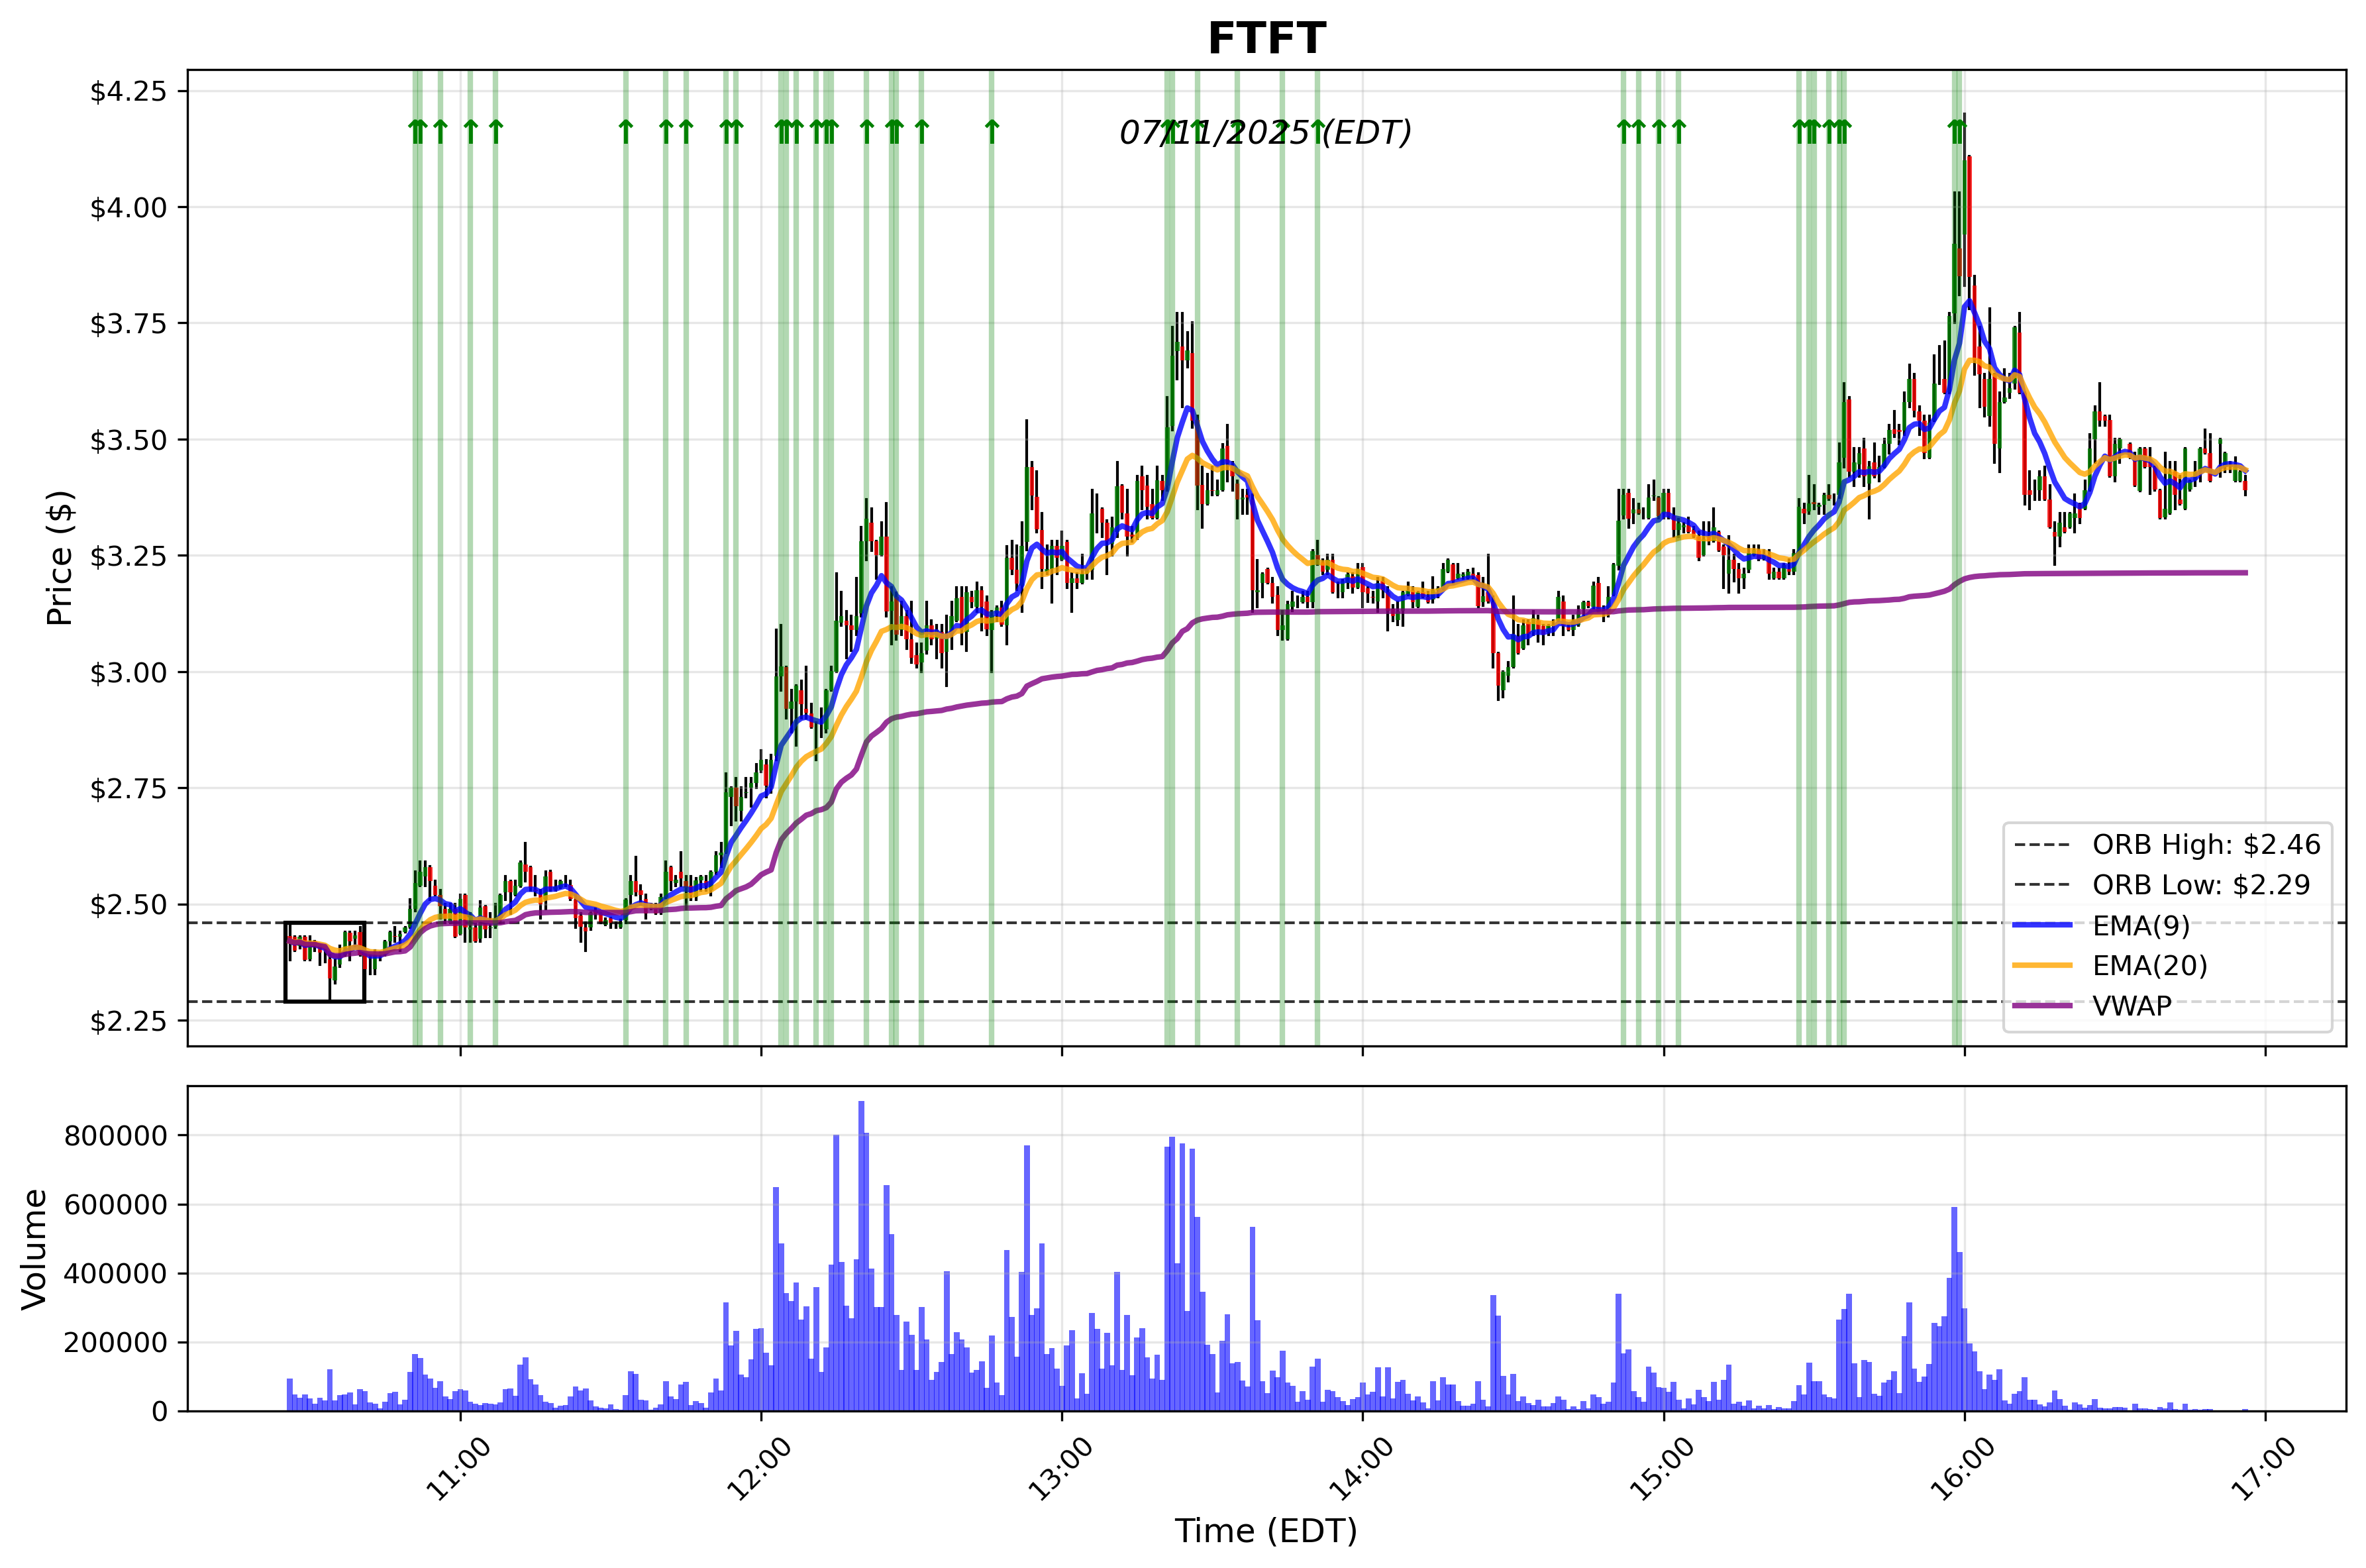 FTFT
07/11/2025 (EDT)
Price ($)
$4.25
$4.00
$3.75
$3.50
$3.25
$3.00
$2.75
$2.50
$2.25
ORB High: $2.46
ORB Low: $2.29
EMA(9)
EMA(20)
VWAP
Volume
800000
600000
400000
200000
0
11:00
12:00
13:00
14:00
15:00
16:00
17:00
Time (EDT)